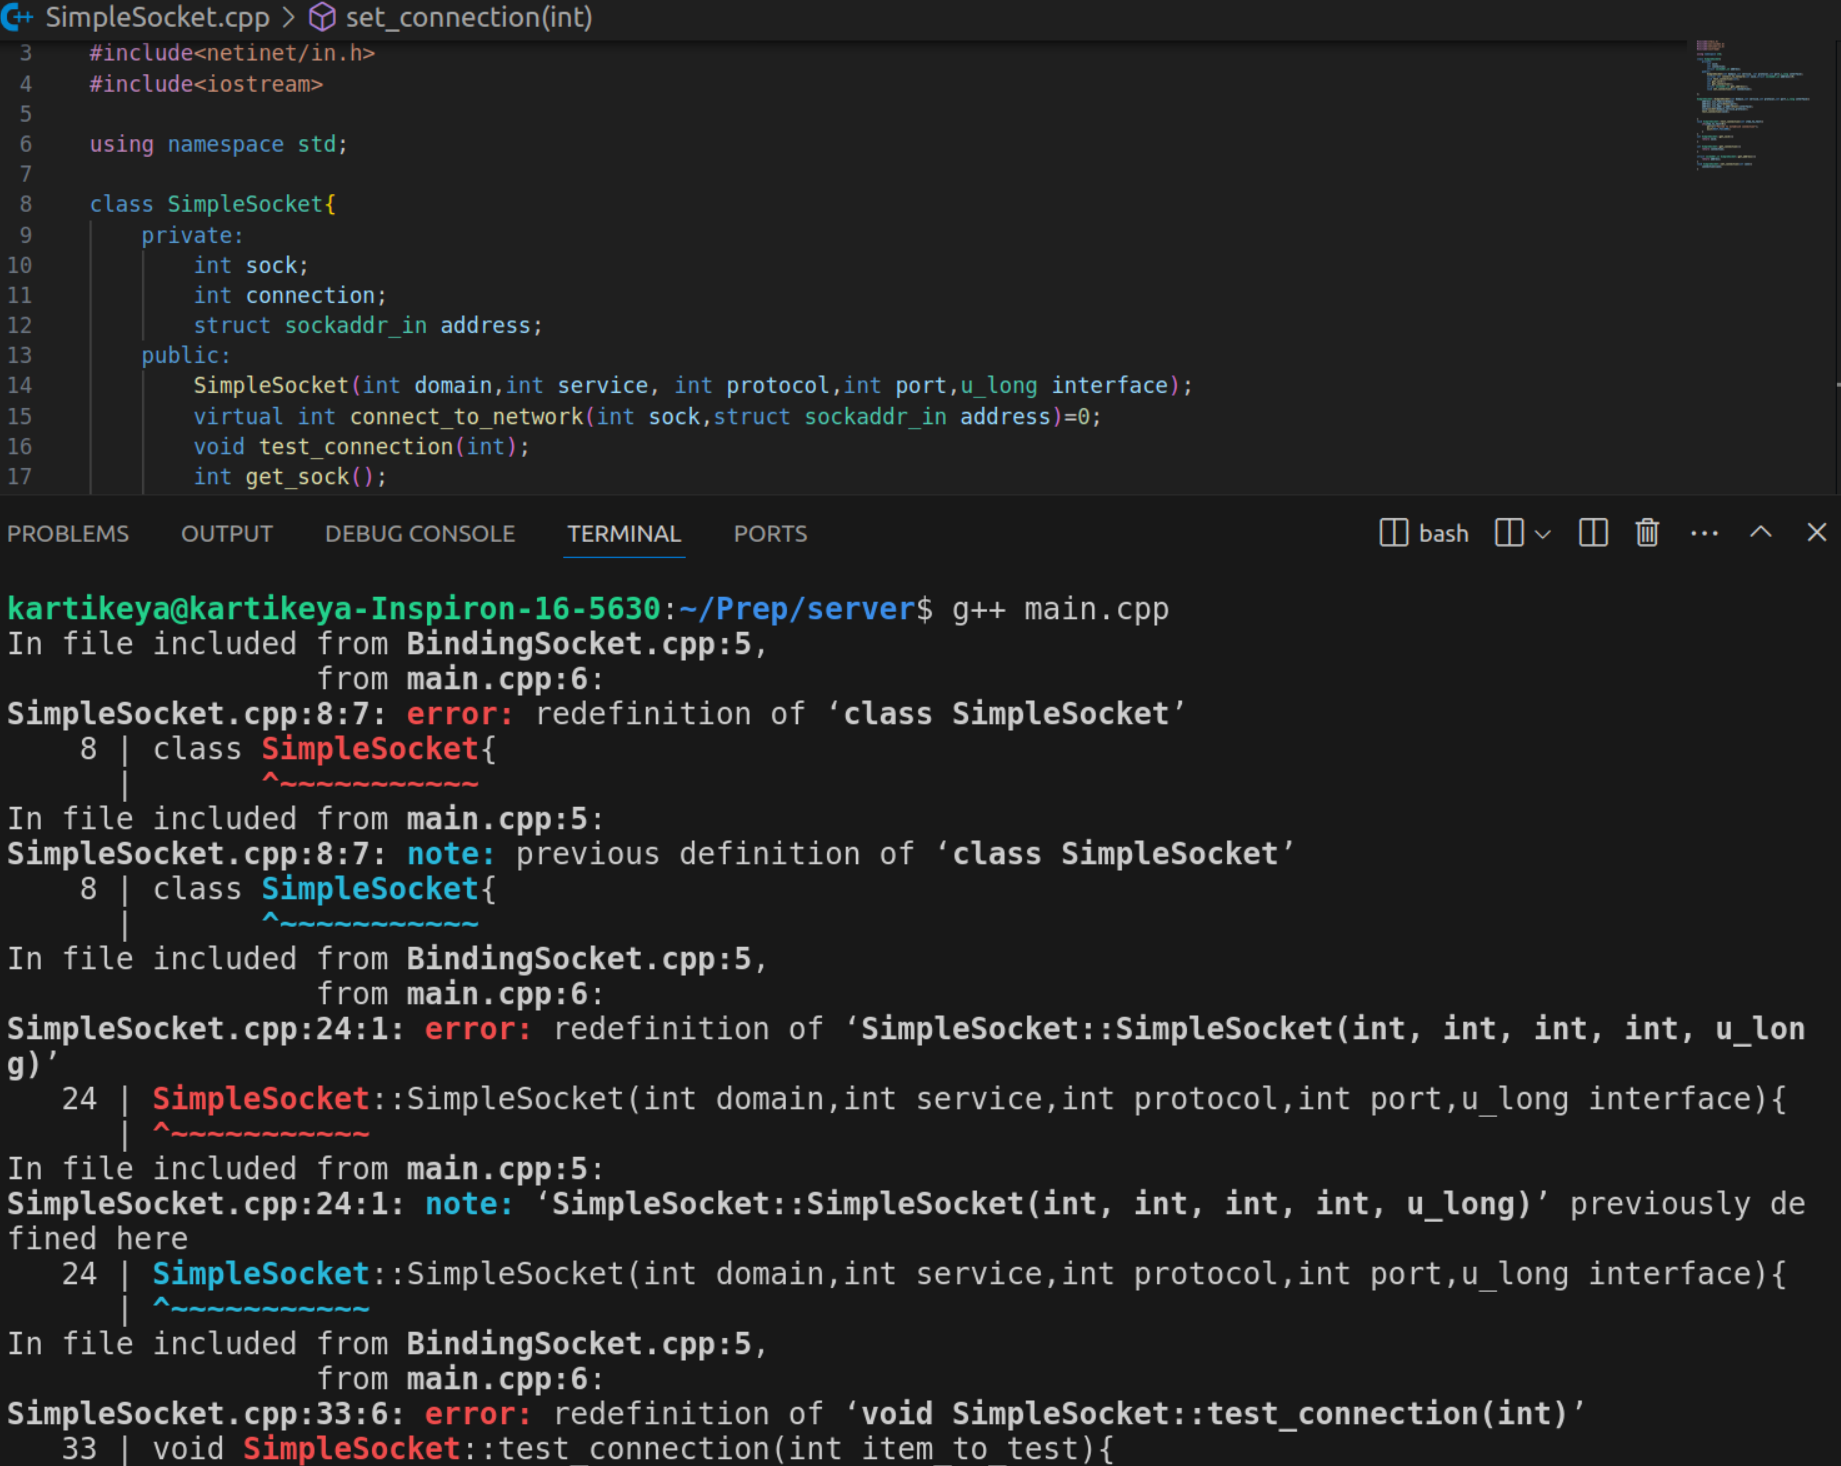 SimpleSocket.cpp > set_connection(int)
3 #include<netinet/in.h>
4 #include<iostream>
5
6 using namespace std;
7
8 class SimpleSocket{
9 private:
10 int sock;
11 int connection;
12 struct sockaddr_in address;
13 public:
14 SimpleSocket(int domain,int service, int protocol,int port,u_long interface);
15 virtual int connect_to_network(int sock,struct sockaddr_in address)=0;
16 void test_connection(int);
17 int get_sock();
PROBLEMS OUTPUT DEBUG CONSOLE TERMINAL PORTS bash
kartikeya@kartikeya-Inspiron-16-5630:~/Prep/server$ g++ main.cpp
In file included from BindingSocket.cpp:5,
from main.cpp:6:
SimpleSocket.cpp:8:7: error: redefinition of ‘class SimpleSocket’
8 | class SimpleSocket{
| ^~~~~~~~~~~~
In file included from main.cpp:5:
SimpleSocket.cpp:8:7: note: previous definition of ‘class SimpleSocket’
8 | class SimpleSocket{
| ^~~~~~~~~~~~
In file included from BindingSocket.cpp:5,
from main.cpp:6:
SimpleSocket.cpp:24:1: error: redefinition of ‘SimpleSocket::SimpleSocket(int, int, int, int, u_lon
g)’
24 | SimpleSocket::SimpleSocket(int domain,int service,int protocol,int port,u_long interface){
| ^~~~~~~~~~~~
In file included from main.cpp:5:
SimpleSocket.cpp:24:1: note: ‘SimpleSocket::SimpleSocket(int, int, int, int, u_long)’ previously de
fined here
24 | SimpleSocket::SimpleSocket(int domain,int service,int protocol,int port,u_long interface){
| ^~~~~~~~~~~~
In file included from BindingSocket.cpp:5,
from main.cpp:6:
SimpleSocket.cpp:33:6: error: redefinition of ‘void SimpleSocket::test_connection(int)’
33 | void SimpleSocket::test_connection(int item_to_test){